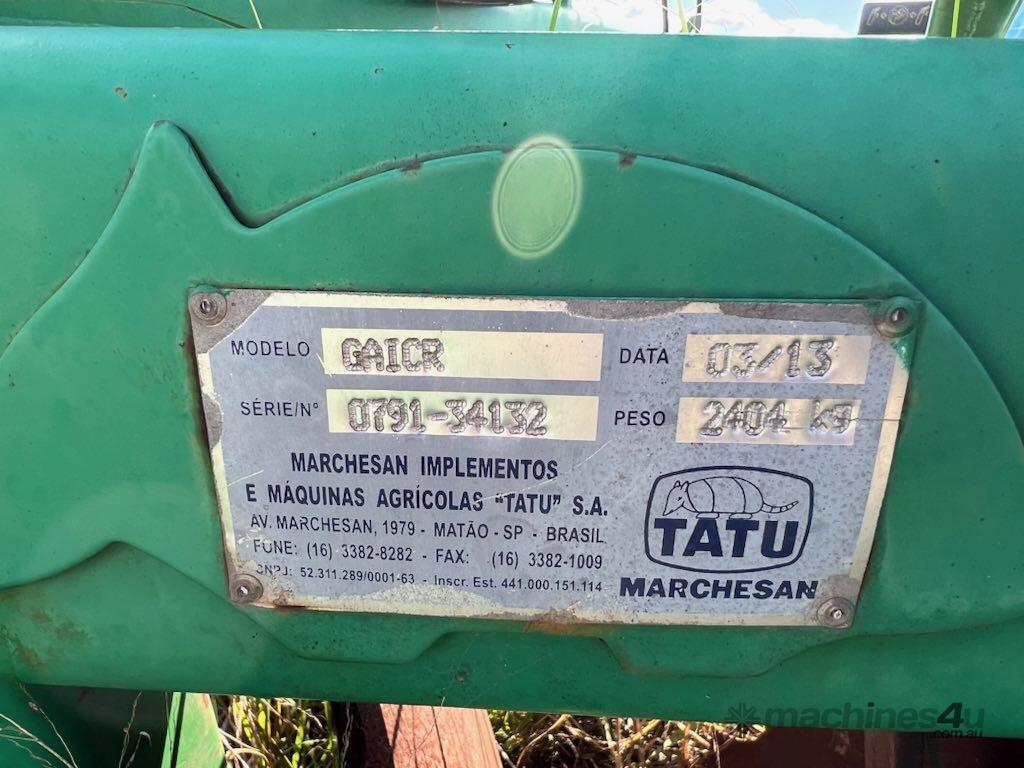 MODELO GAICR DATA 03/13
SÉRIE/Nº 0791-34132 PESO 2404 kg
MARCHESAN IMPLEMENTOS
E MÁQUINAS AGRÍCOLAS “TATU” S.A.
AV. MARCHESAN, 1979 - MATÃO - SP - BRASIL
FONE: (16) 3382-8282 - FAX: (16) 3382-1009
CNPJ: 52.311.289/0001-63 - Inscr. Est. 441.000.151.114
TATU
MARCHESAN
machines4u
.com.au